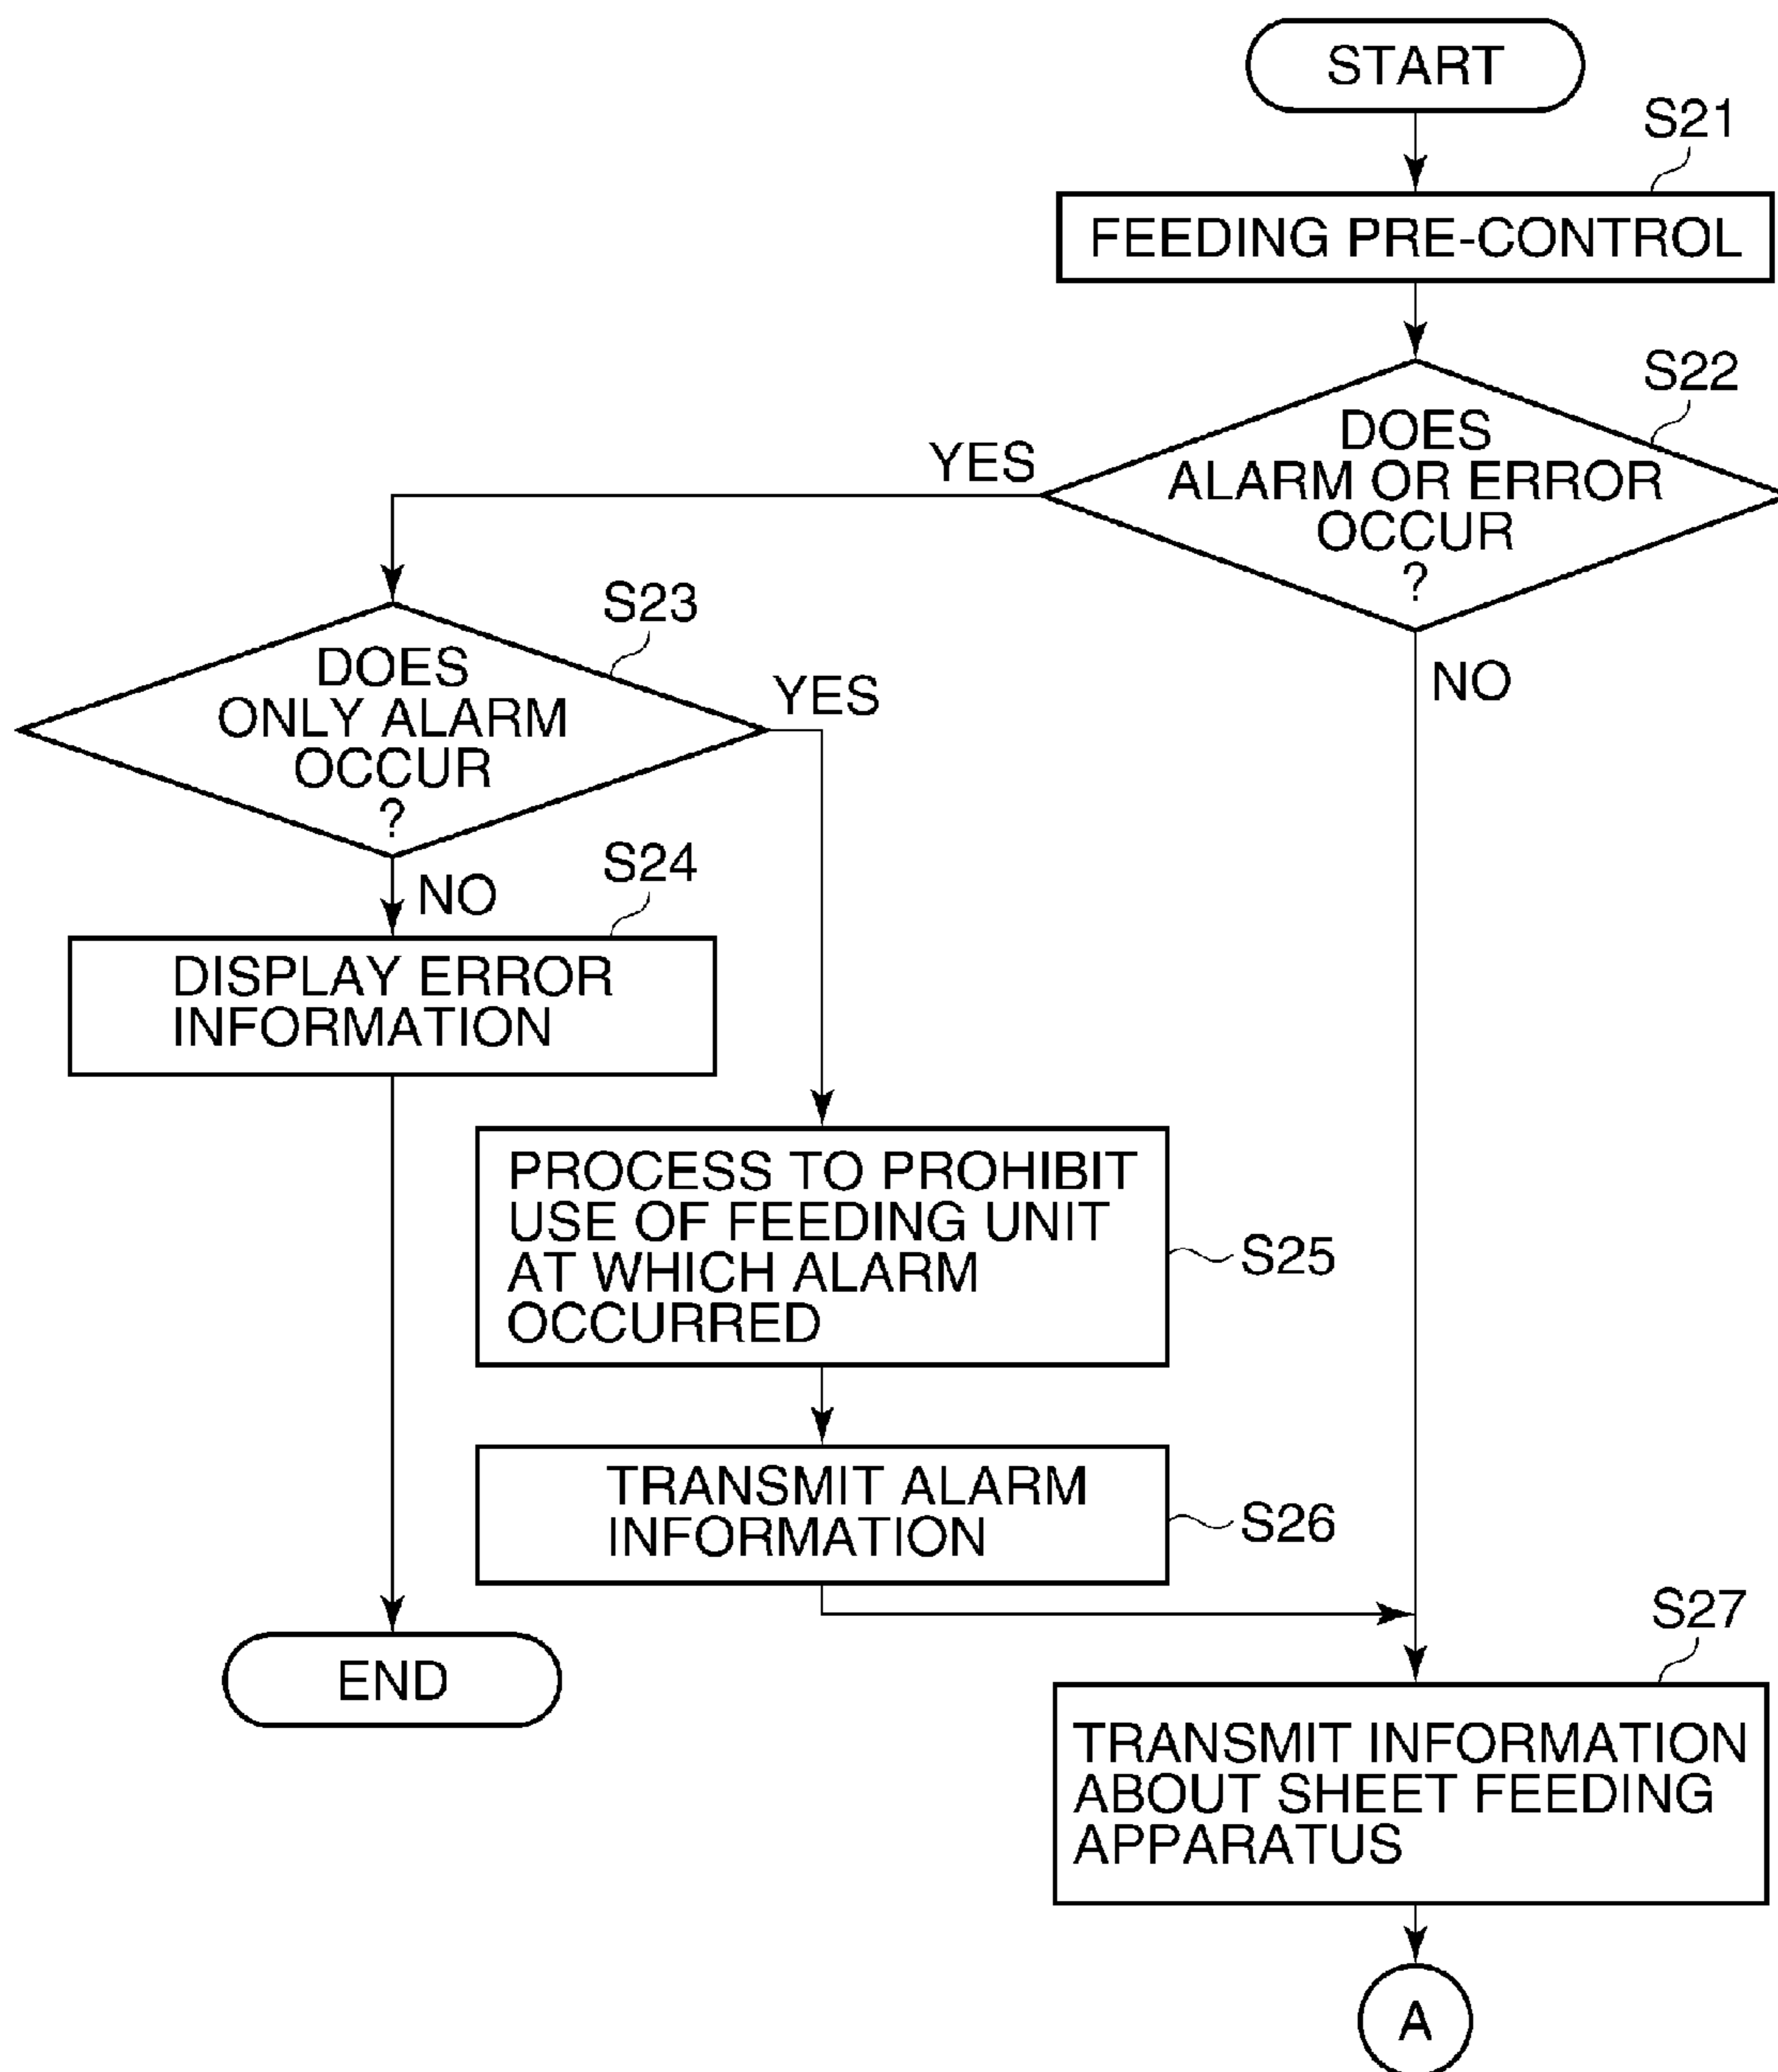 START
S21
FEEDING PRE-CONTROL
S22
DOES
ALARM OR ERROR
OCCUR
?
YES
NO
S23
DOES
ONLY ALARM
OCCUR
?
YES
NO
S24
DISPLAY ERROR
INFORMATION
PROCESS TO PROHIBIT
USE OF FEEDING UNIT
AT WHICH ALARM
OCCURRED
S25
TRANSMIT ALARM
INFORMATION
S26
END
S27
TRANSMIT INFORMATION
ABOUT SHEET FEEDING
APPARATUS
A